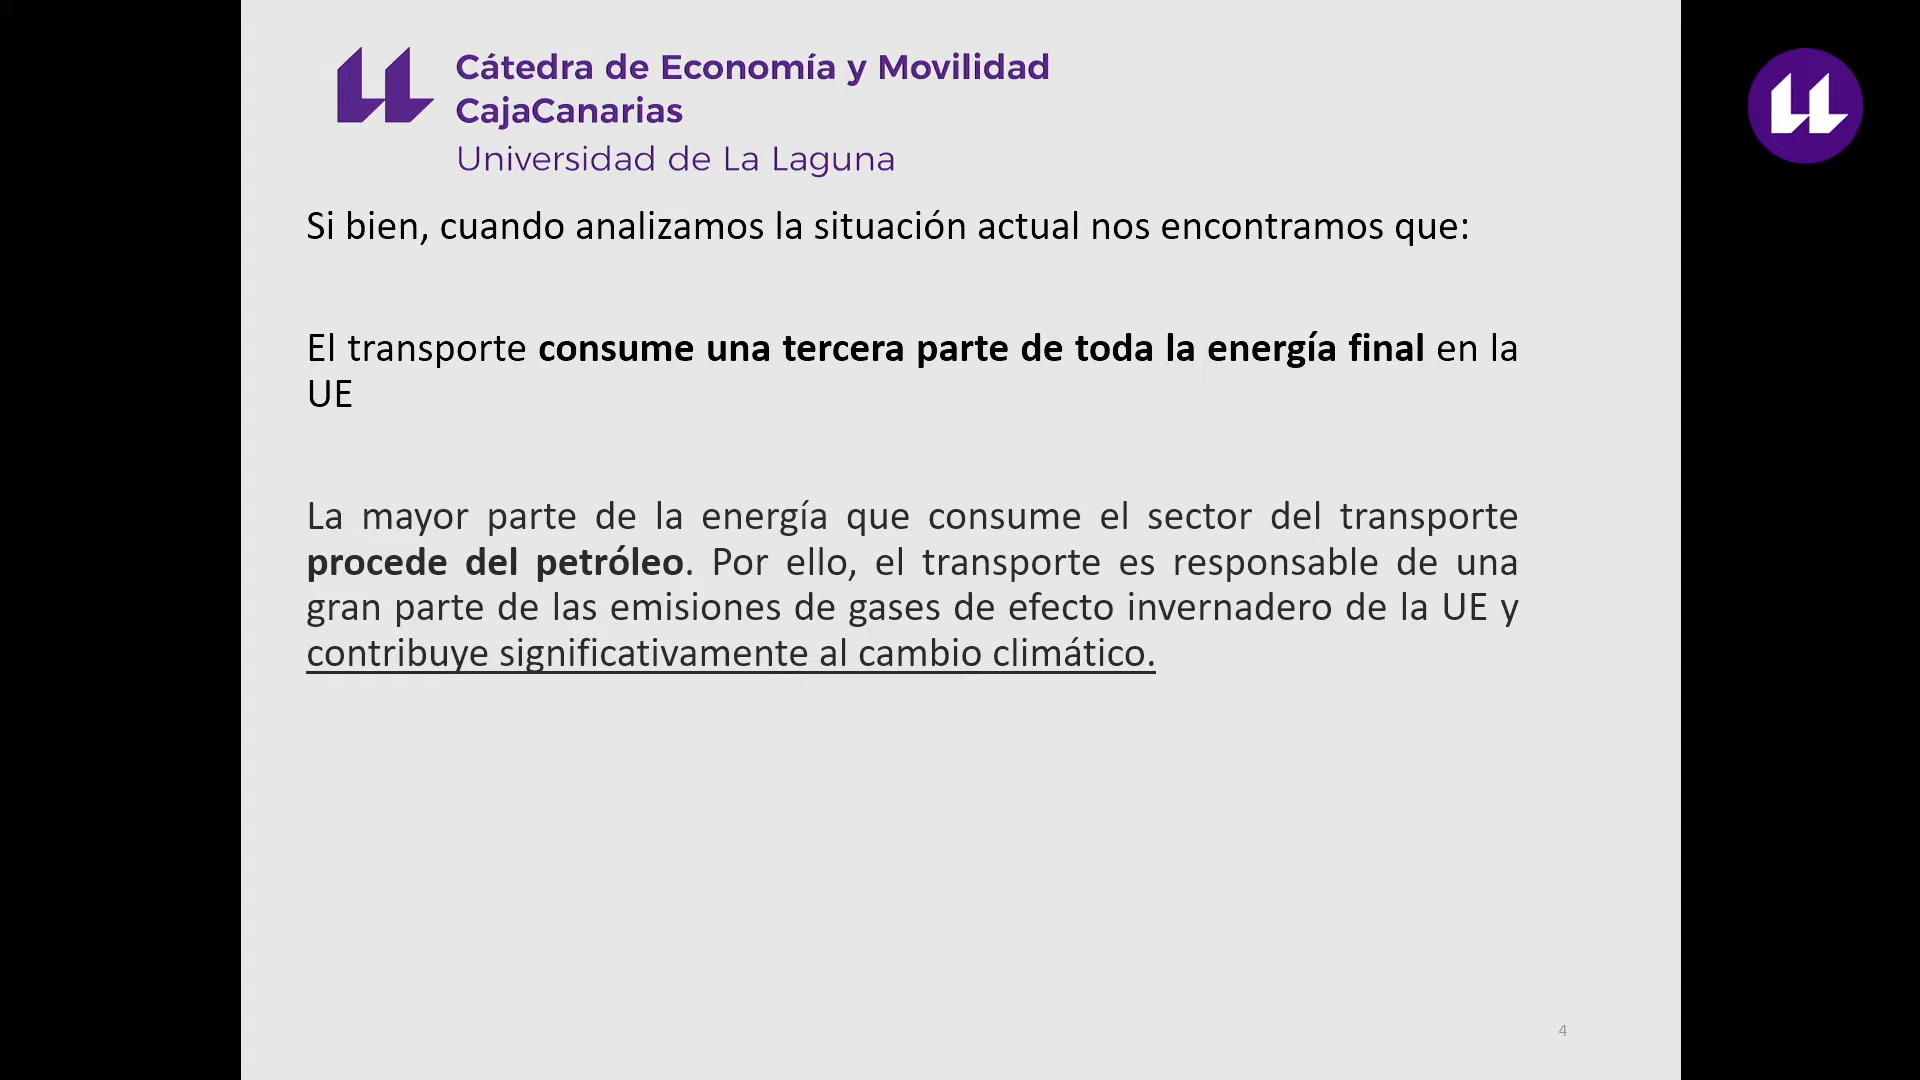 Cátedra de Economía y Movilidad
CajaCanarias
Universidad de La Laguna
Si bien, cuando analizamos la situación actual nos encontramos que:
El transporte consume una tercera parte de toda la energía final en la
UE
La mayor parte de la energía que consume el sector del transporte
procede del petróleo. Por ello, el transporte es responsable de una
gran parte de las emisiones de gases de efecto invernadero de la UE y
contribuye significativamente al cambio climático.
4